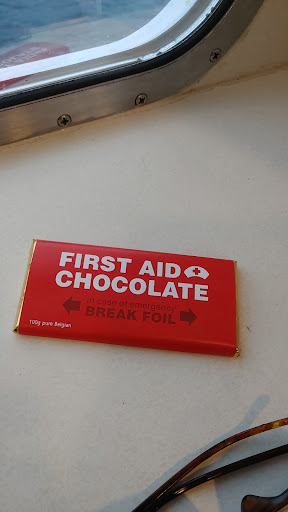 FIRST AID
CHOCOLATE
in case of emergency
BREAK FOIL
100g pure Belgian